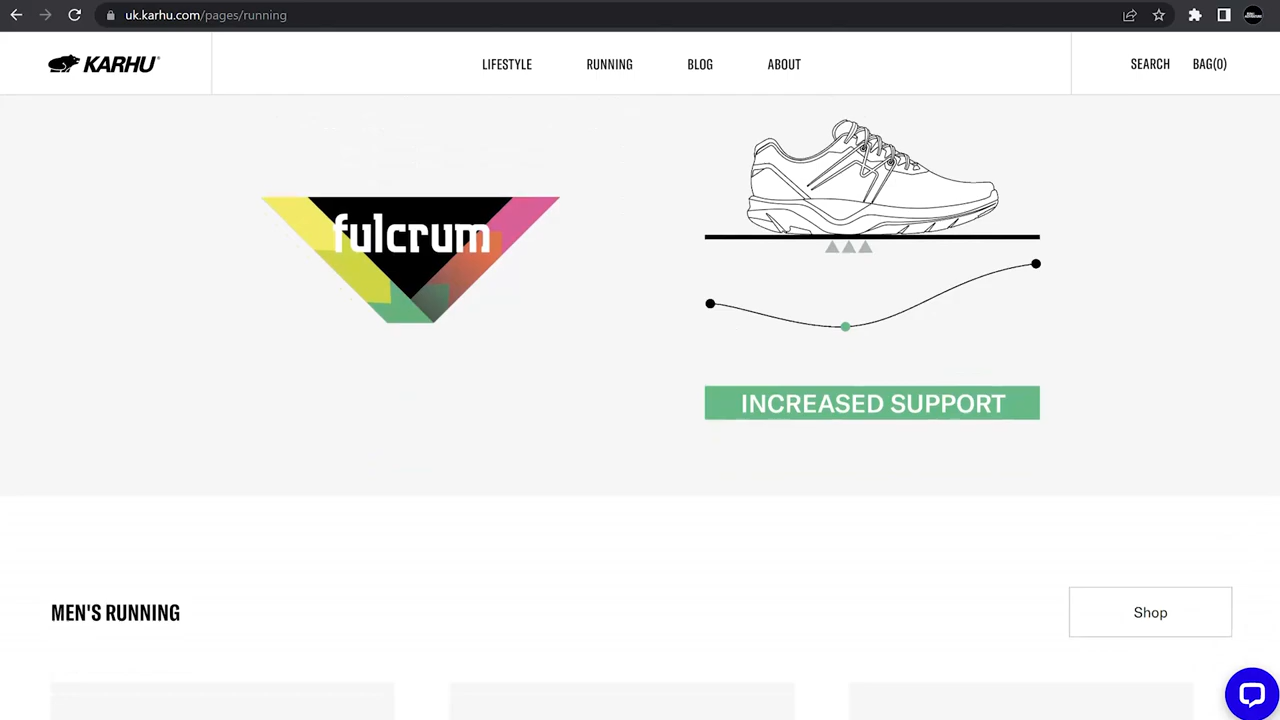 uk.karhu.com/pages/running
KARHU
LIFESTYLE
RUNNING
BLOG
ABOUT
SEARCH
BAG(0)
fulcrum
INCREASED SUPPORT
MEN'S RUNNING
Shop